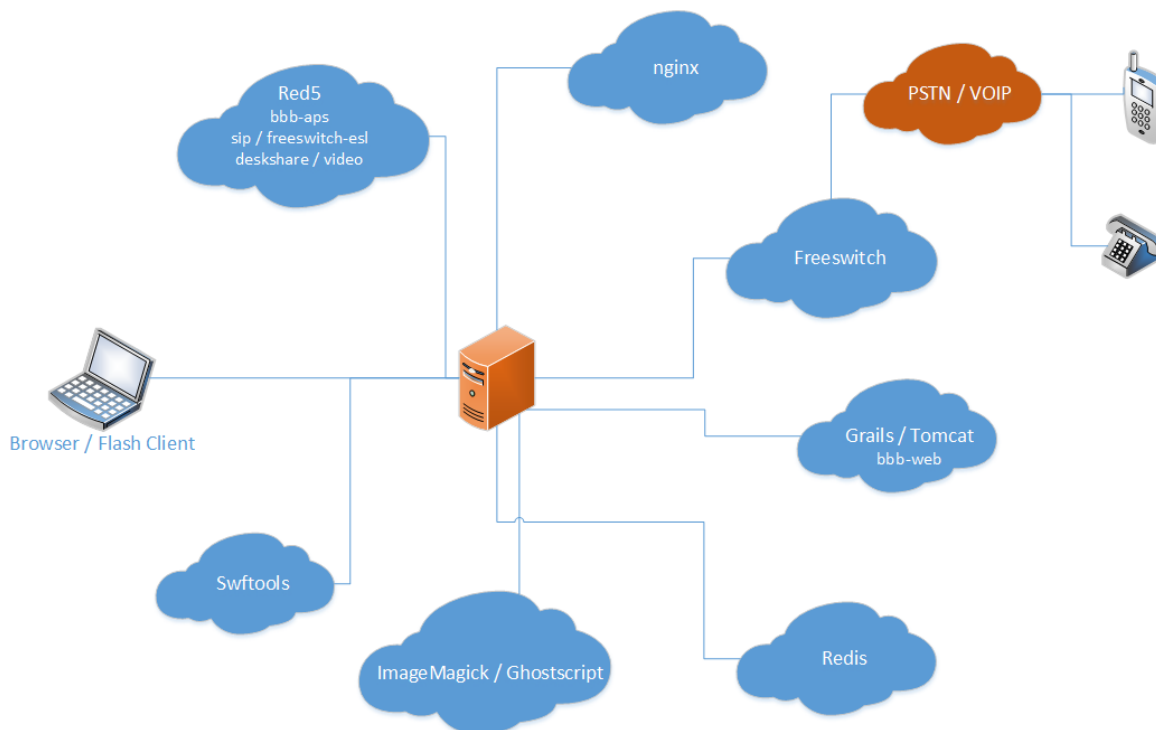 nginx
Red5
bbb-aps
sip / freeswitch-esl
deskshare / video
PSTN / VOIP
Freeswitch
Browser / Flash Client
Grails / Tomcat
bbb-web
Swftools
ImageMagick / Ghostscript
Redis